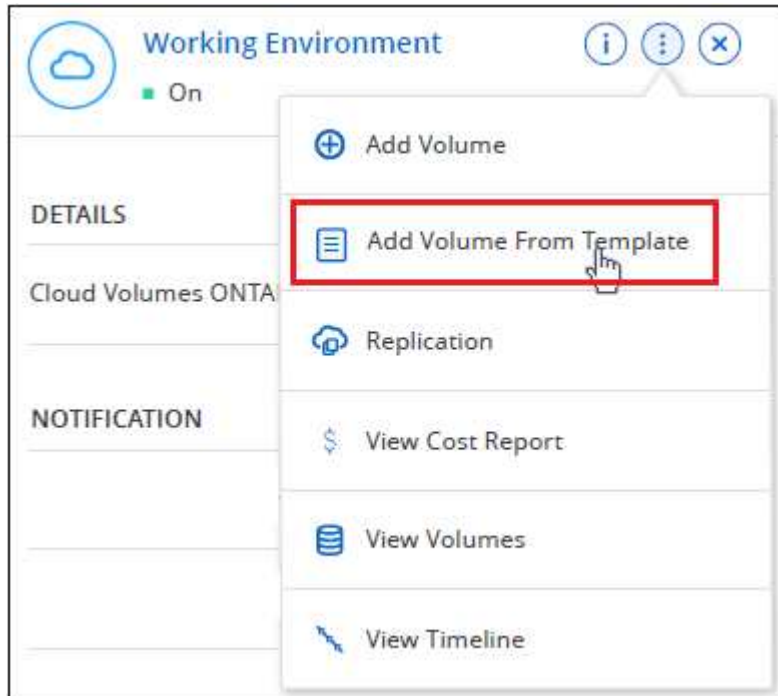 Working Environment
On
Add Volume
DETAILS
Add Volume From Template
Cloud Volumes ONTA
Replication
NOTIFICATION
$ View Cost Report
View Volumes
View Timeline